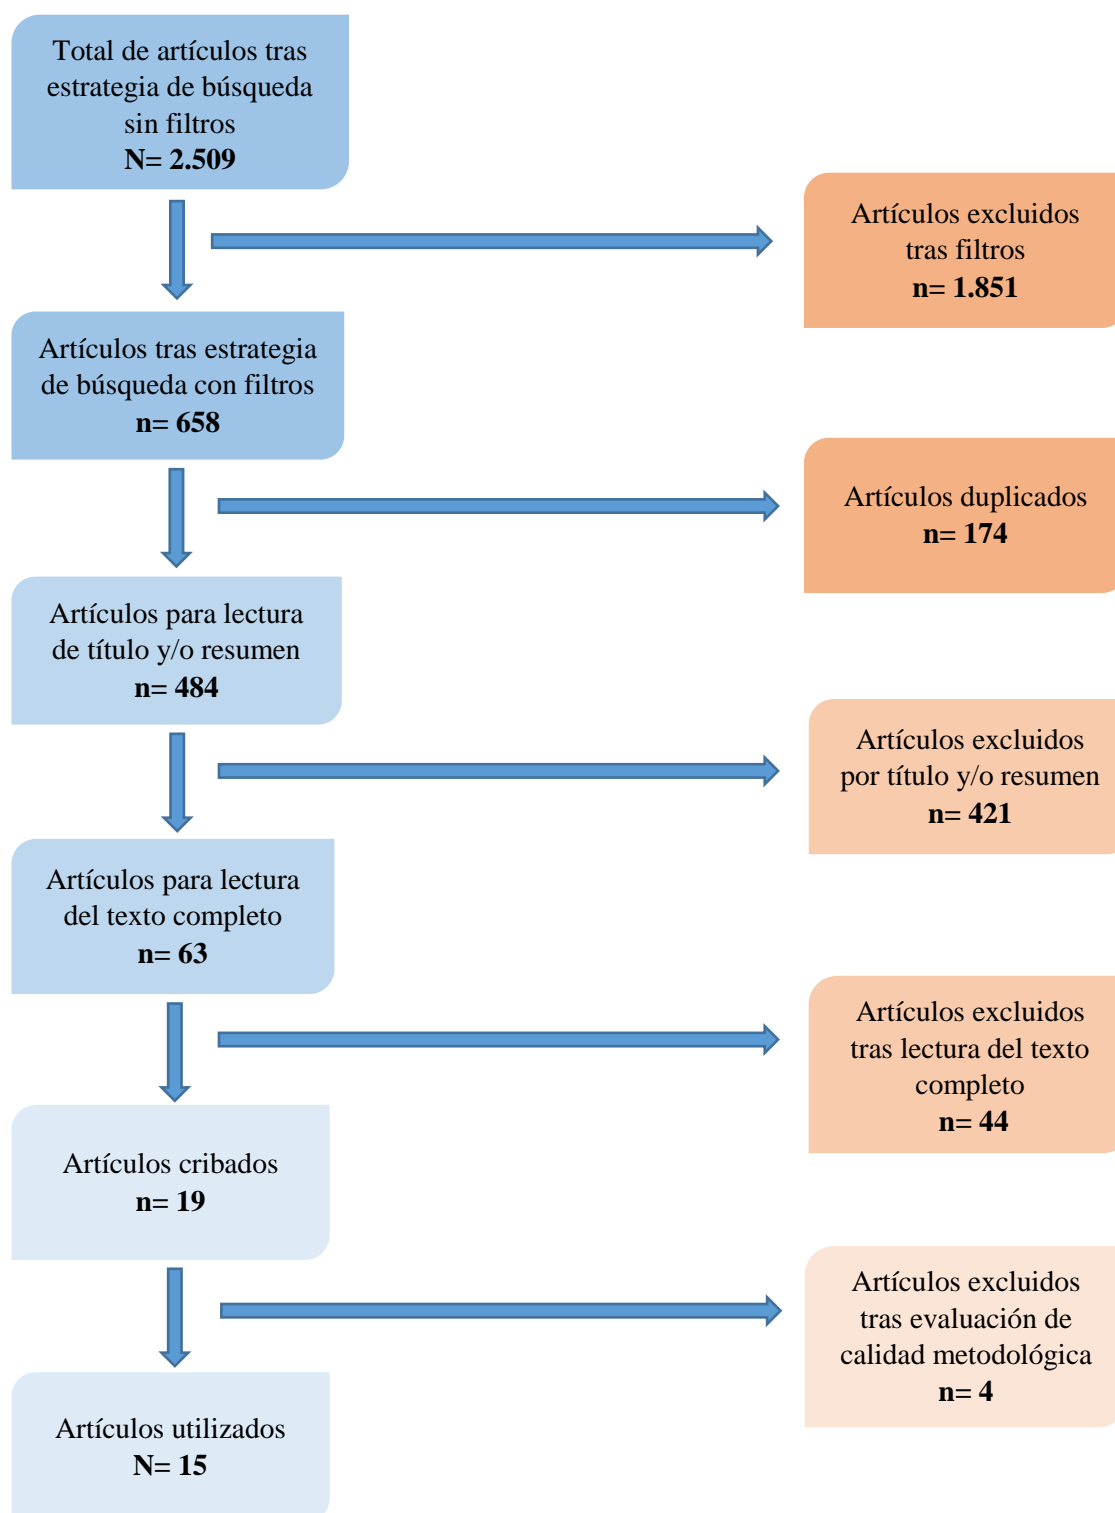 Total de artículos tras
estrategia de búsqueda
sin filtros
N= 2.509
Artículos excluidos
tras filtros
n= 1.851
Artículos tras estrategia
de búsqueda con filtros
n= 658
Artículos duplicados
n= 174
Artículos para lectura
de título y/o resumen
n= 484
Artículos excluidos
por título y/o resumen
n= 421
Artículos para lectura
del texto completo
n= 63
Artículos excluidos
tras lectura del texto
completo
n= 44
Artículos cribados
n= 19
Artículos excluidos
tras evaluación de
calidad metodológica
n= 4
Artículos utilizados
N= 15